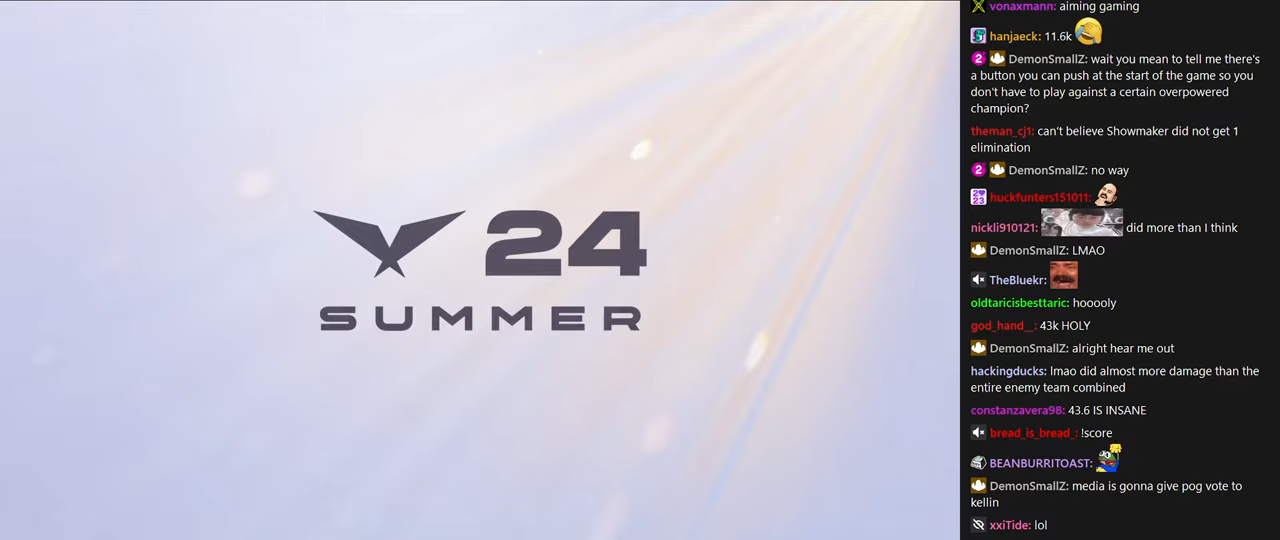 24
SUMMER
vonaxmann: aiming gaming
hanjaeck: 11.6k
2 DemonSmallZ: wait you mean to tell me there's
a button you can push at the start of the game so you
don't have to play against a certain overpowered
champion?
theman_cj1: can't believe Showmaker did not get 1
elimination
2 DemonSmallZ: no way
huckfunters151011:
nickli910121: did more than I think
DemonSmallZ: LMAO
TheBluekr:
oldtaricisbesttaric: hooooly
god_hand__: 43k HOLY
DemonSmallZ: alright hear me out
hackingducks: lmao did almost more damage than the
entire enemy team combined
constanzavera98: 43.6 IS INSANE
bread_is_bread_: !score
BEANBURRITOAST:
DemonSmallZ: media is gonna give pog vote to
kellin
xxiTide: lol